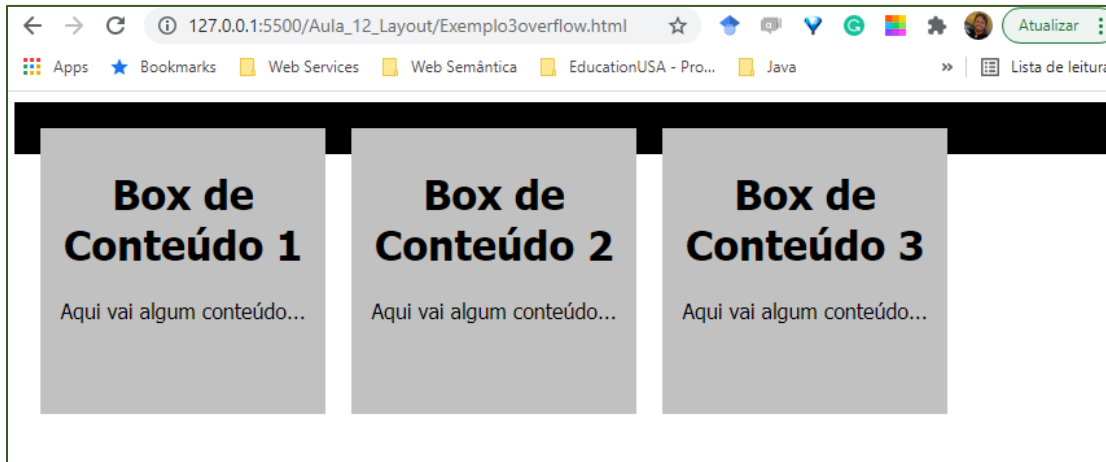 127.0.0.1:5500/Aula_12_Layout/Exemplo3overflow.html
Atualizar
Apps Bookmarks Web Services Web Semântica EducationUSA - Pro... Java » Lista de leitura
Box de Box de Box de
Conteúdo 1 Conteúdo 2 Conteúdo 3
Aqui vai algum conteúdo... Aqui vai algum conteúdo... Aqui vai algum conteúdo...